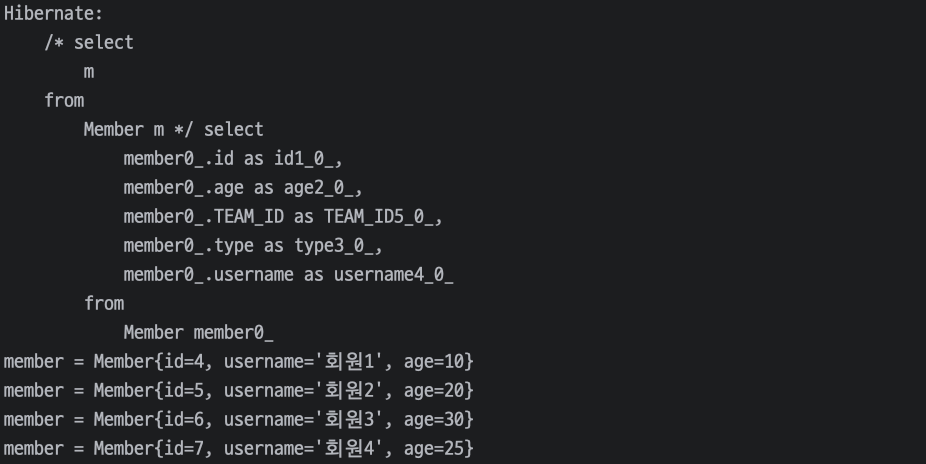 Hibernate:
    /* select
        m
    from
        Member m */ select
            member0_.id as id1_0_,
            member0_.age as age2_0_,
            member0_.TEAM_ID as TEAM_ID5_0_,
            member0_.type as type3_0_,
            member0_.username as username4_0_
        from
            Member member0_
member = Member{id=4, username='회원1', age=10}
member = Member{id=5, username='회원2', age=20}
member = Member{id=6, username='회원3', age=30}
member = Member{id=7, username='회원4', age=25}